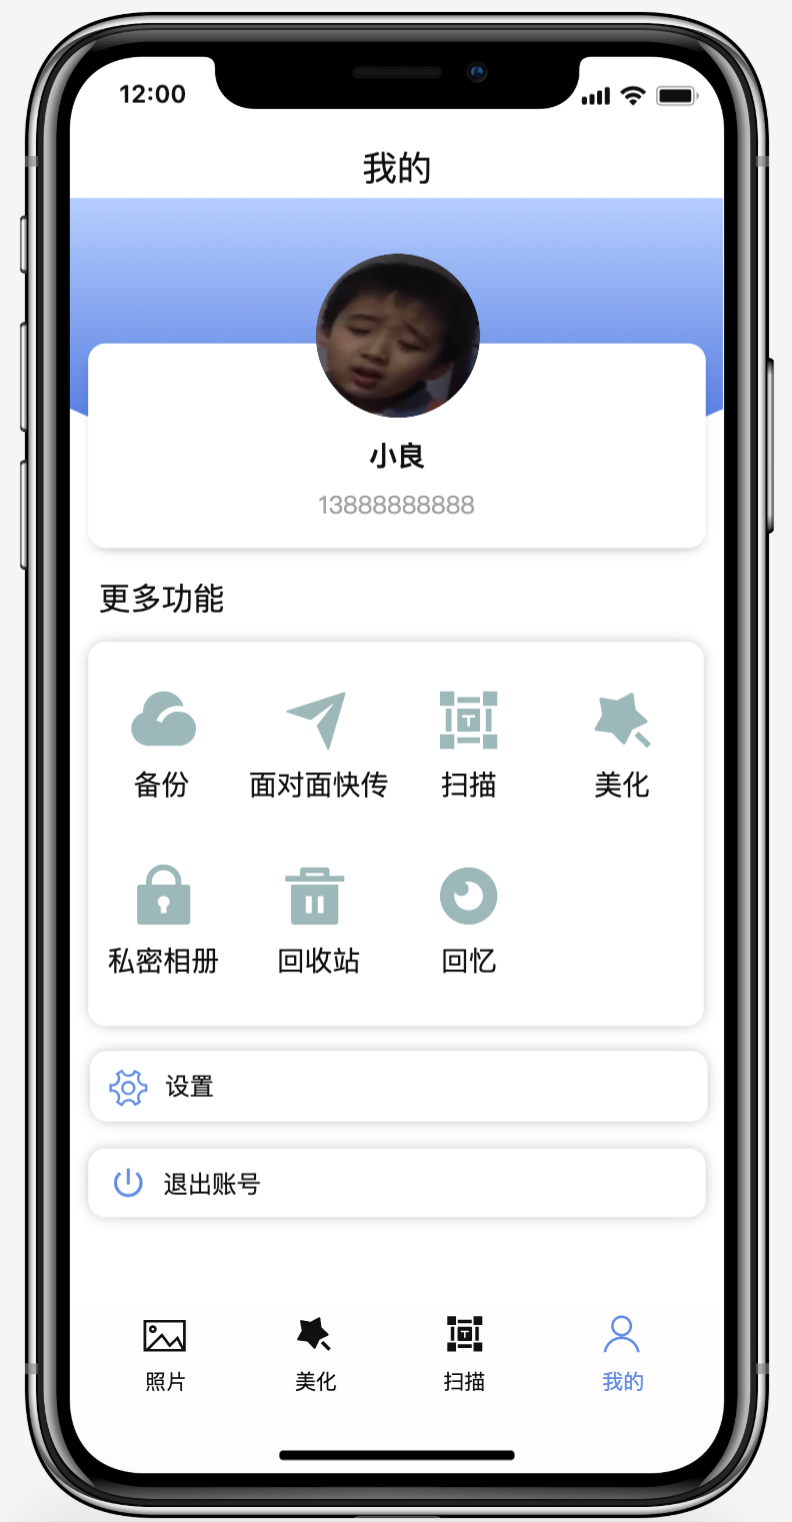 12:00
我的
小良
13888888888
更多功能
备份 面对面快传 扫描 美化
私密相册 回收站 回忆
设置
退出账号
照片 美化 扫描 我的